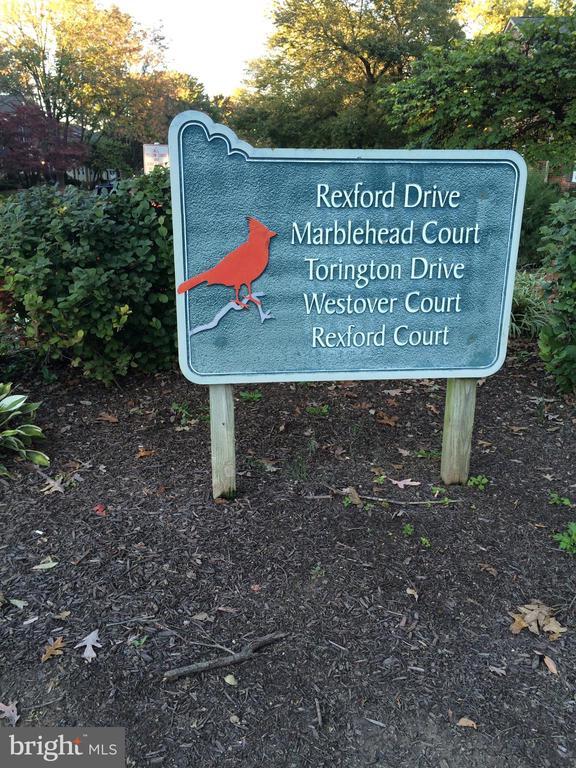 Rexford Drive
Marblehead Court
Torington Drive
Westover Court
Rexford Court
bright MLS